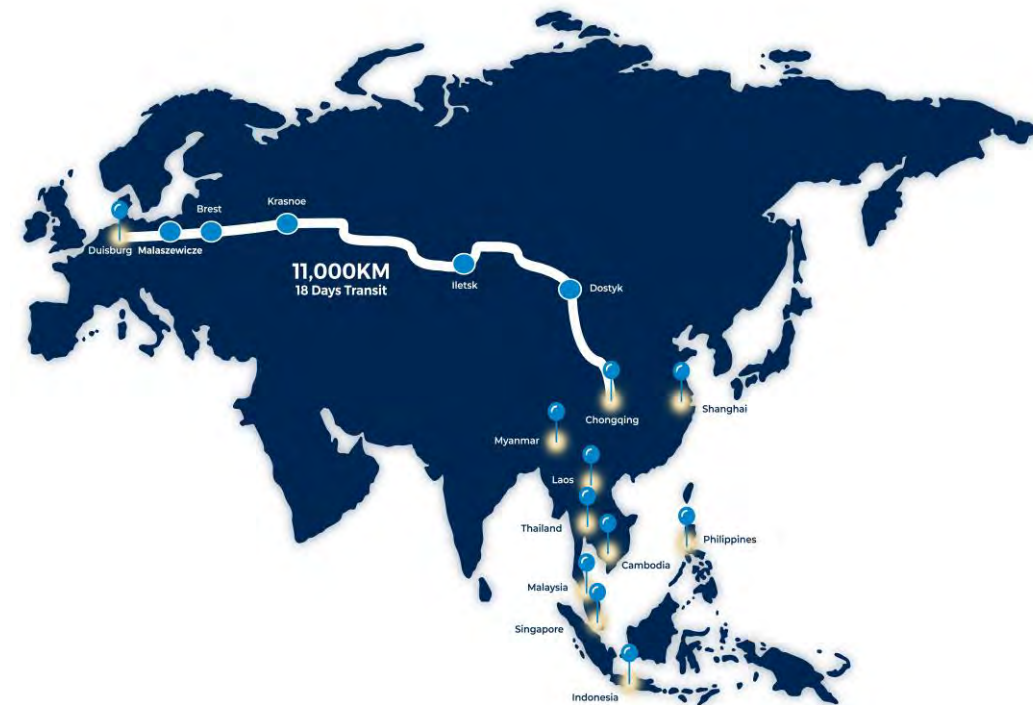 Krasnoe
Brest
Duisburg
Malaszewicze
11,000KM
18 Days Transit
Iletsk
Dostyk
Chongqing
Shanghai
Myanmar
Laos
Thailand
Cambodia
Philippines
Malaysia
Singapore
Indonesia